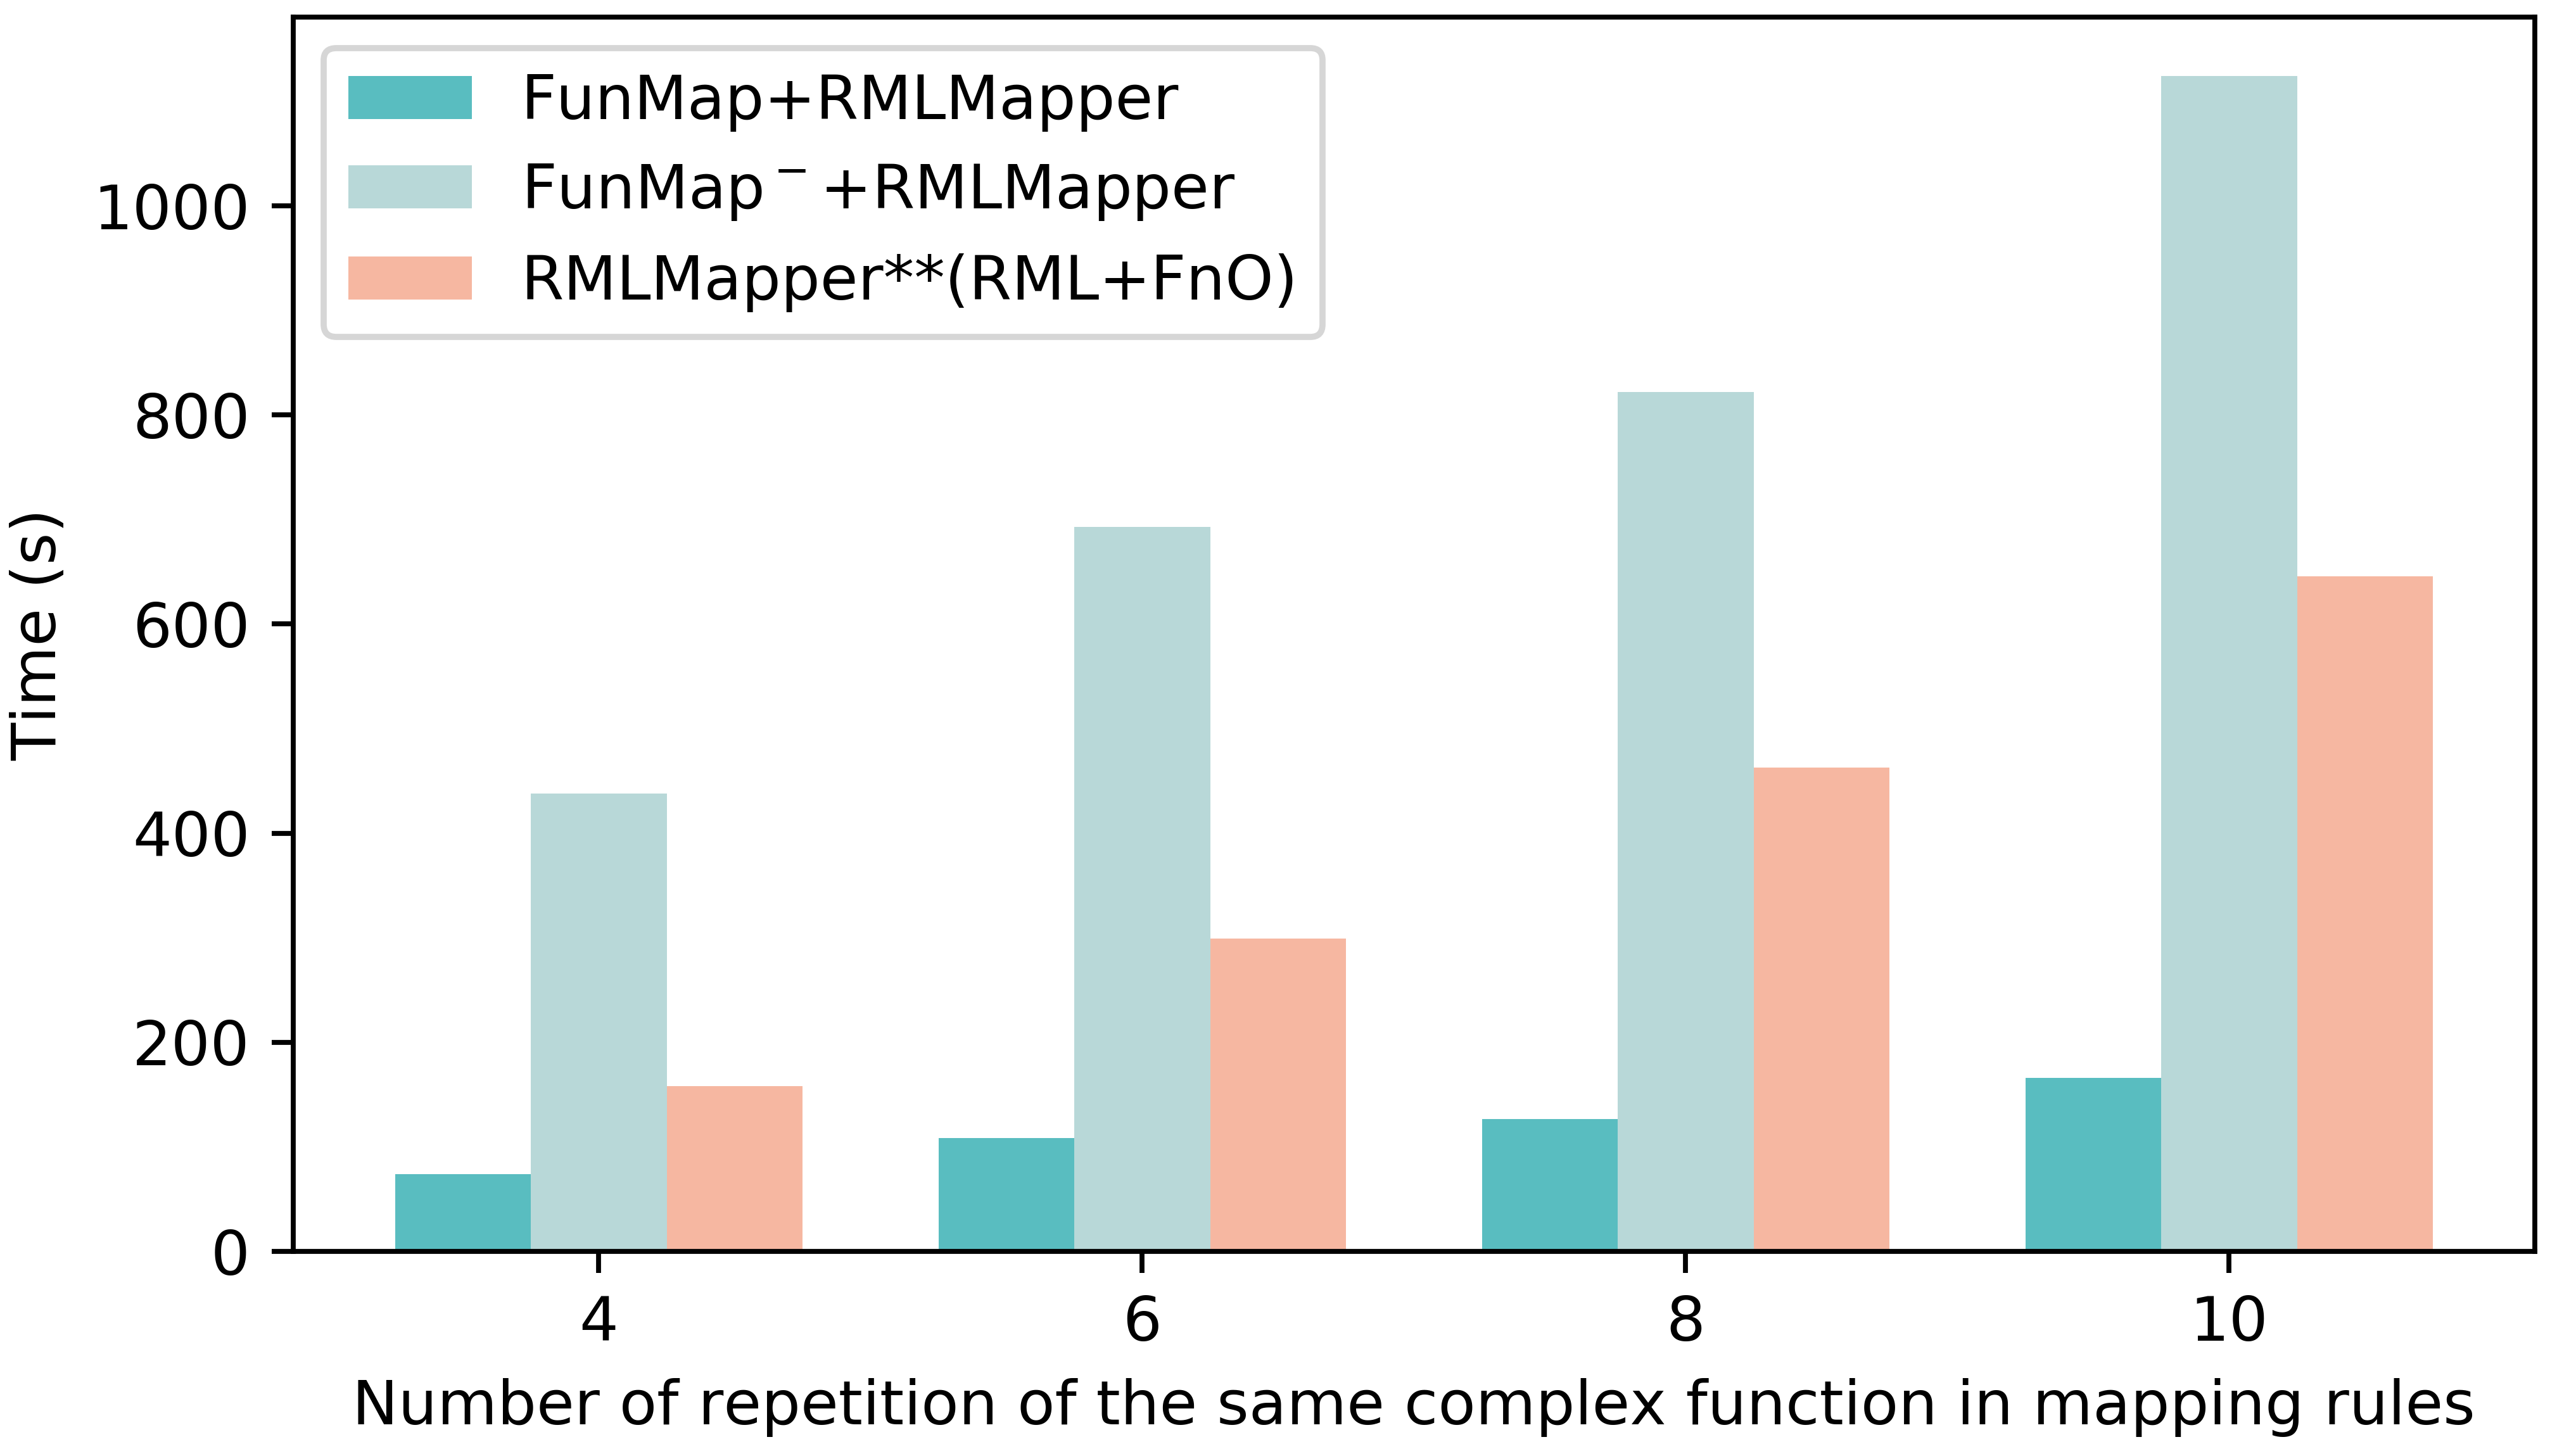 FunMap+RMLMapper
FunMap⁻+RMLMapper
RMLMapper**(RML+FnO)
1000
800
600
400
200
0
Time (s)
4 6 8 10
Number of repetition of the same complex function in mapping rules